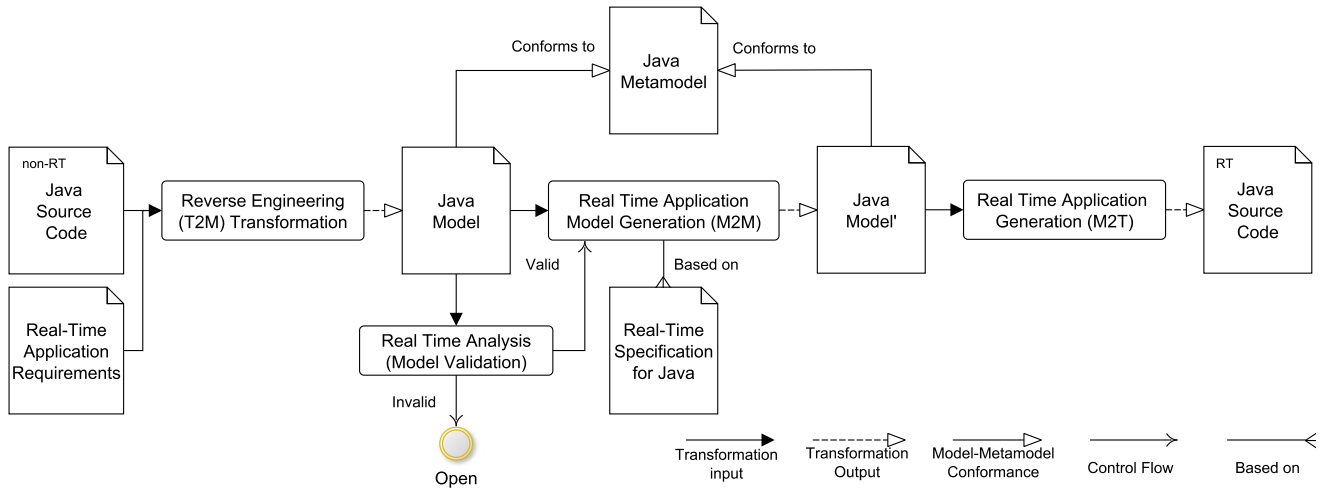 Conforms to
Java
Metamodel
Conforms to
non-RT
Java
Source
Code
Reverse Engineering
(T2M) Transformation
Java
Model
Real Time Application
Model Generation (M2M)
Java
Model'
Real Time Application
Generation (M2T)
RT
Java
Source
Code
Valid
Based on
Real-Time
Application
Requirements
Real Time Analysis
(Model Validation)
Real-Time
Specification
for Java
Invalid
Open
Transformation
input
Transformation
Output
Model-Metamodel
Conformance
Control Flow
Based on